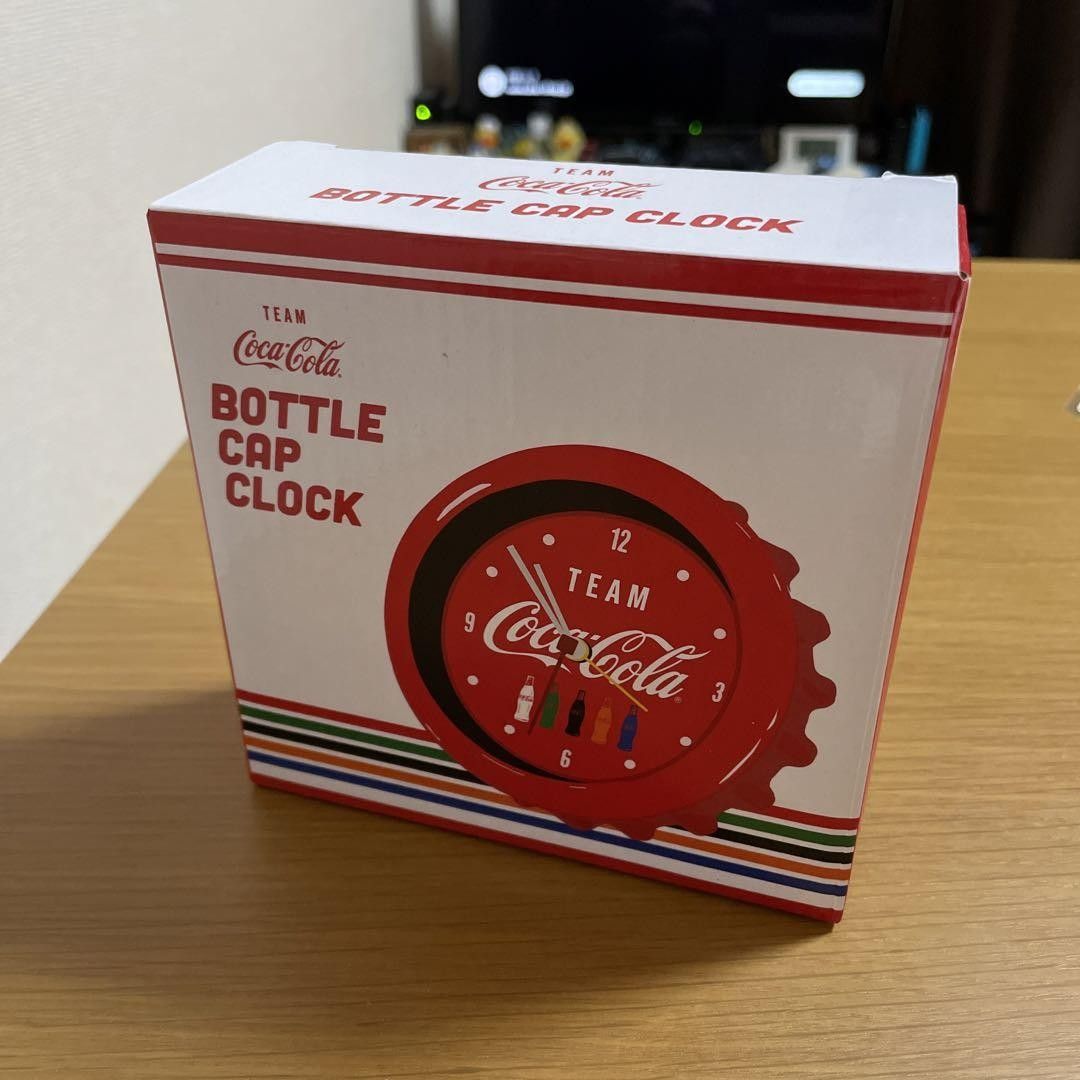 TEAM
Coca-Cola
BOTTLE CAP CLOCK
TEAM
Coca-Cola
BOTTLE
CAP
CLOCK
12
TEAM
9
Coca-Cola
3
6